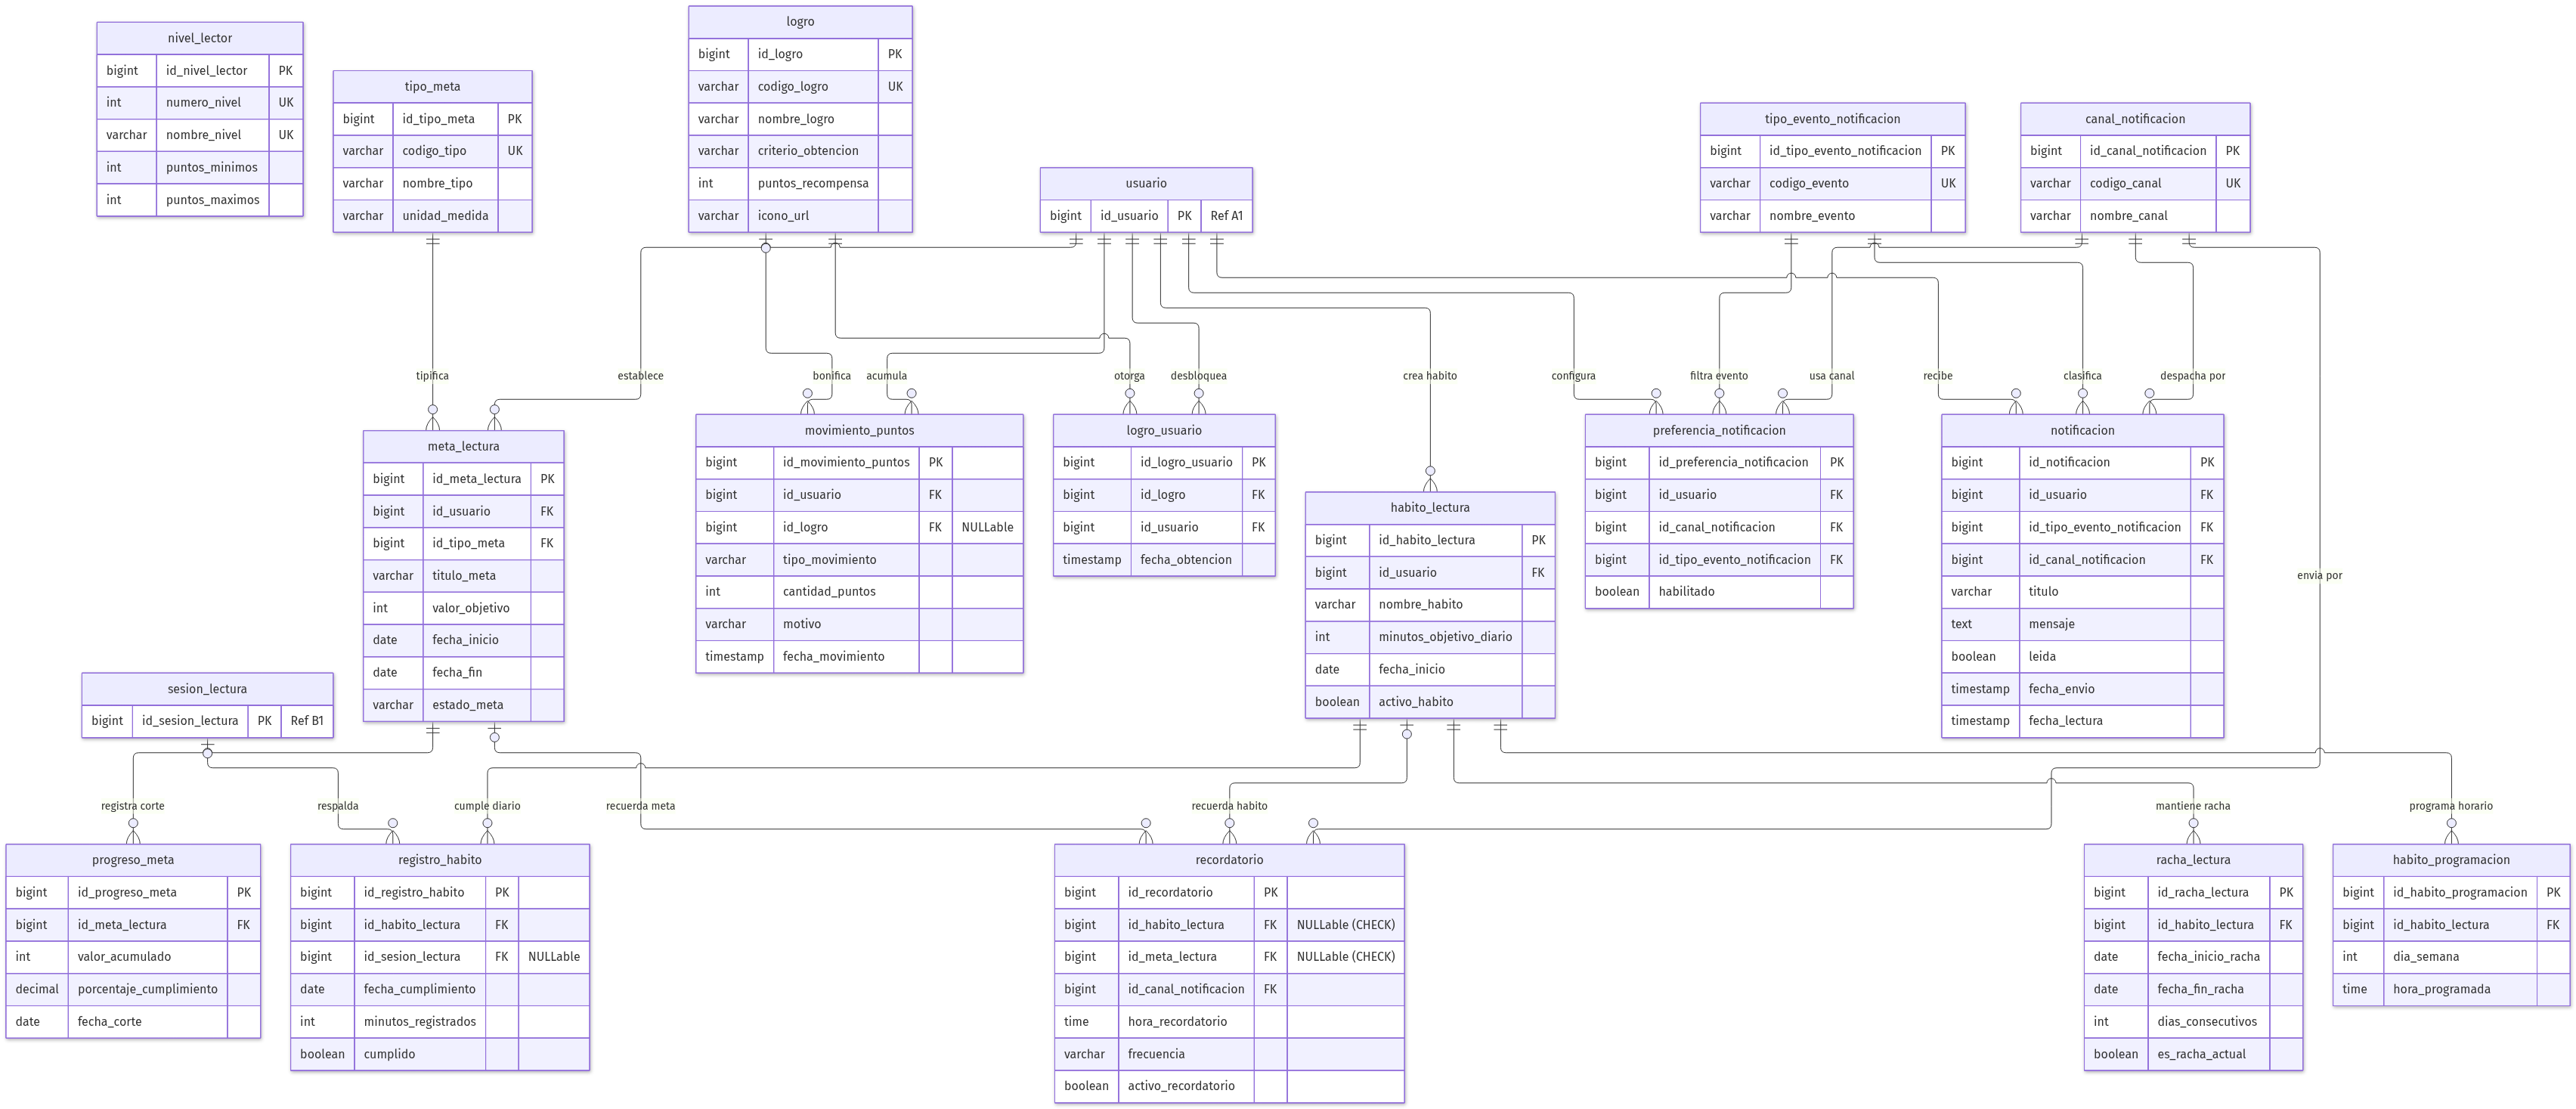 nivel_lector
bigint id_nivel_lector PK
int numero_nivel UK
varchar nombre_nivel UK
int puntos_minimos
int puntos_maximos
tipo_meta
bigint id_tipo_meta PK
varchar codigo_tipo UK
varchar nombre_tipo
varchar unidad_medida
logro
bigint id_logro PK
varchar codigo_logro UK
varchar nombre_logro
varchar criterio_obtencion
int puntos_recompensa
varchar icono_url
usuario
bigint id_usuario PK Ref A1
tipo_evento_notificacion
bigint id_tipo_evento_notificacion PK
varchar codigo_evento UK
varchar nombre_evento
canal_notificacion
bigint id_canal_notificacion PK
varchar codigo_canal UK
varchar nombre_canal
tipifica
establece
bonifica
acumula
otorga
desbloquea
crea habito
configura
filtra evento
usa canal
recibe
clasifica
despacha por
meta_lectura
bigint id_meta_lectura PK
bigint id_usuario FK
bigint id_tipo_meta FK
varchar titulo_meta
int valor_objetivo
date fecha_inicio
date fecha_fin
varchar estado_meta
movimiento_puntos
bigint id_movimiento_puntos PK
bigint id_usuario FK
bigint id_logro FK NULLable
varchar tipo_movimiento
int cantidad_puntos
varchar motivo
timestamp fecha_movimiento
logro_usuario
bigint id_logro_usuario PK
bigint id_logro FK
bigint id_usuario FK
timestamp fecha_obtencion
habito_lectura
bigint id_habito_lectura PK
bigint id_usuario FK
varchar nombre_habito
int minutos_objetivo_diario
date fecha_inicio
boolean activo_habito
preferencia_notificacion
bigint id_preferencia_notificacion PK
bigint id_usuario FK
bigint id_canal_notificacion FK
bigint id_tipo_evento_notificacion FK
boolean habilitado
notificacion
bigint id_notificacion PK
bigint id_usuario FK
bigint id_tipo_evento_notificacion FK
bigint id_canal_notificacion FK
varchar titulo
text mensaje
boolean leida
timestamp fecha_envio
timestamp fecha_lectura
envia por
sesion_lectura
bigint id_sesion_lectura PK Ref B1
registra corte
respalda
cumple diario
recuerda meta
recuerda habito
mantiene racha
programa horario
progreso_meta
bigint id_progreso_meta PK
bigint id_meta_lectura FK
int valor_acumulado
decimal porcentaje_cumplimiento
date fecha_corte
registro_habito
bigint id_registro_habito PK
bigint id_habito_lectura FK
bigint id_sesion_lectura FK NULLable
date fecha_cumplimiento
int minutos_registrados
boolean cumplido
recordatorio
bigint id_recordatorio PK
bigint id_habito_lectura FK NULLable (CHECK)
bigint id_meta_lectura FK NULLable (CHECK)
bigint id_canal_notificacion FK
time hora_recordatorio
varchar frecuencia
boolean activo_recordatorio
racha_lectura
bigint id_racha_lectura PK
bigint id_habito_lectura FK
date fecha_inicio_racha
date fecha_fin_racha
int dias_consecutivos
boolean es_racha_actual
habito_programacion
bigint id_habito_programacion PK
bigint id_habito_lectura FK
int dia_semana
time hora_programada